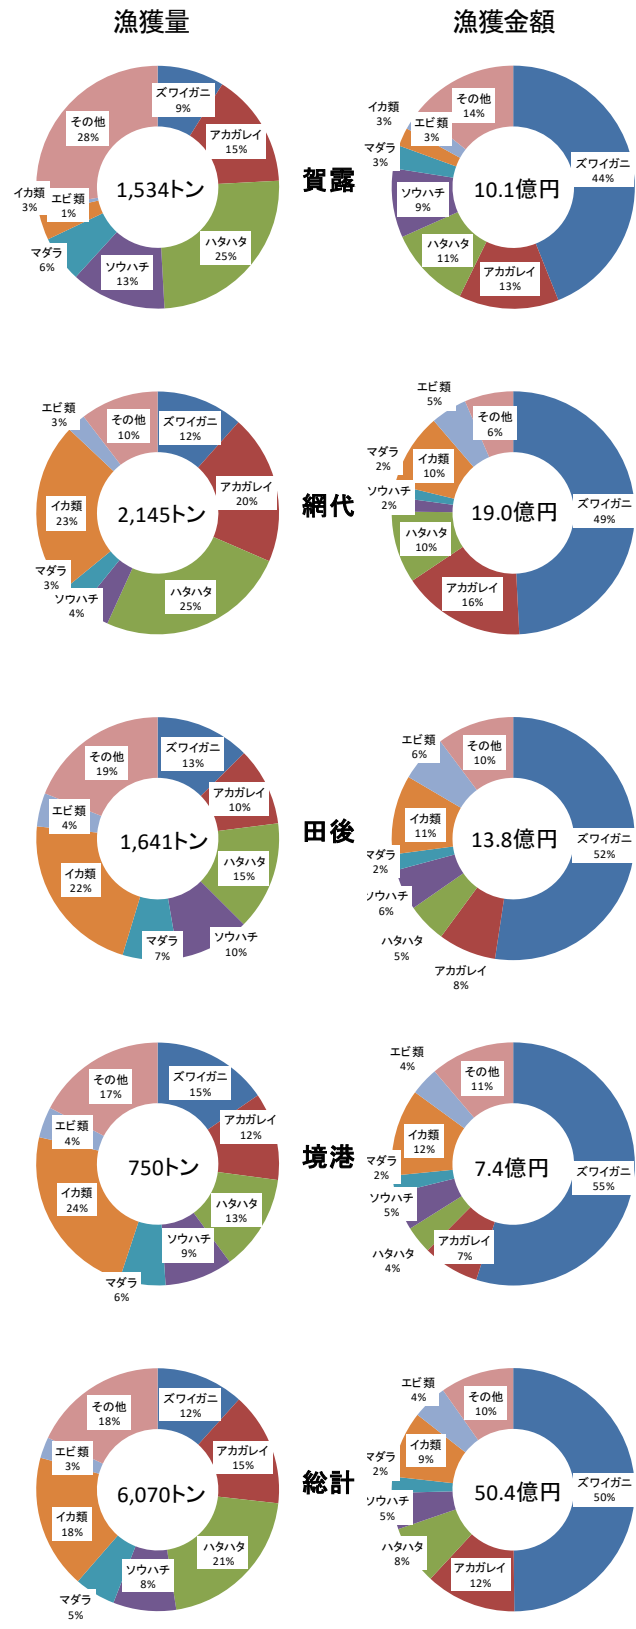 漁獲量
漁獲金額
賀露
1,534トン
ズワイガニ
9%
アカガレイ
15%
ハタハタ
25%
ソウハチ
13%
マダラ
6%
イカ類
3%
エビ類
1%
その他
28%
10.1億円
ズワイガニ
44%
アカガレイ
13%
ハタハタ
11%
ソウハチ
9%
マダラ
3%
イカ類
3%
エビ類
3%
その他
14%
網代
2,145トン
ズワイガニ
12%
アカガレイ
20%
ハタハタ
25%
ソウハチ
4%
マダラ
3%
イカ類
23%
エビ類
3%
その他
10%
19.0億円
ズワイガニ
49%
アカガレイ
16%
ハタハタ
10%
ソウハチ
2%
マダラ
2%
イカ類
10%
エビ類
5%
その他
6%
田後
1,641トン
ズワイガニ
13%
アカガレイ
10%
ハタハタ
15%
ソウハチ
10%
マダラ
7%
イカ類
22%
エビ類
4%
その他
19%
13.8億円
ズワイガニ
52%
アカガレイ
8%
ハタハタ
5%
ソウハチ
6%
マダラ
2%
イカ類
11%
エビ類
6%
その他
10%
境港
750トン
ズワイガニ
15%
アカガレイ
12%
ハタハタ
13%
ソウハチ
9%
マダラ
6%
イカ類
24%
エビ類
4%
その他
17%
7.4億円
ズワイガニ
55%
アカガレイ
7%
ハタハタ
4%
ソウハチ
5%
マダラ
2%
イカ類
12%
エビ類
4%
その他
11%
総計
6,070トン
ズワイガニ
12%
アカガレイ
15%
ハタハタ
21%
ソウハチ
8%
マダラ
5%
イカ類
18%
エビ類
3%
その他
18%
50.4億円
ズワイガニ
50%
アカガレイ
12%
ハタハタ
8%
ソウハチ
5%
マダラ
2%
イカ類
9%
エビ類
4%
その他
10%